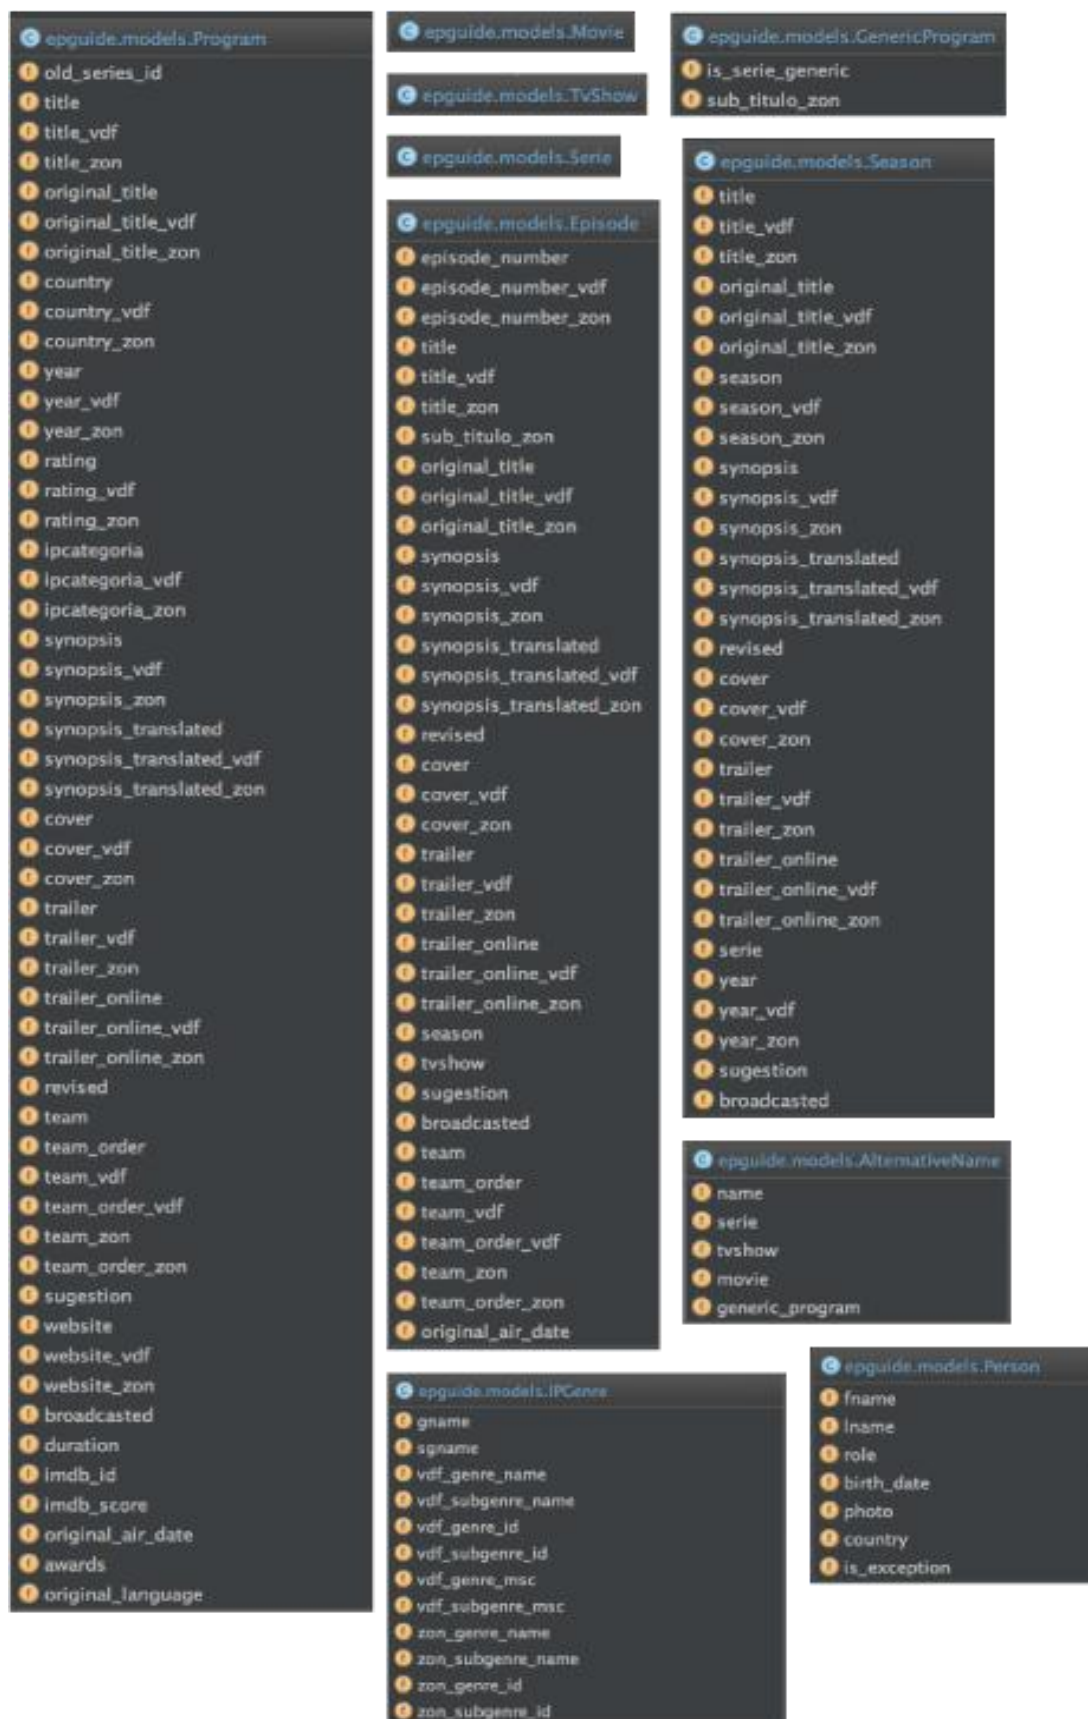 epguide.models.Program
old_series_id
title
title_vdf
title_zon
original_title
original_title_vdf
original_title_zon
country
country_vdf
country_zon
year
year_vdf
year_zon
rating
rating_vdf
rating_zon
ipcategoria
ipcategoria_vdf
ipcategoria_zon
synopsis
synopsis_vdf
synopsis_zon
synopsis_translated
synopsis_translated_vdf
synopsis_translated_zon
cover
cover_vdf
cover_zon
trailer
trailer_vdf
trailer_zon
trailer_online
trailer_online_vdf
trailer_online_zon
revised
team
team_order
team_vdf
team_order_vdf
team_zon
team_order_zon
sugestion
website
website_vdf
website_zon
broadcasted
duration
imdb_id
imdb_score
original_air_date
awards
original_language
epguide.models.Movie
epguide.models.TvShow
epguide.models.Serie
epguide.models.Episode
episode_number
episode_number_vdf
episode_number_zon
title
title_vdf
title_zon
sub_titulo_zon
original_title
original_title_vdf
original_title_zon
synopsis
synopsis_vdf
synopsis_zon
synopsis_translated
synopsis_translated_vdf
synopsis_translated_zon
revised
cover
cover_vdf
cover_zon
trailer
trailer_vdf
trailer_zon
trailer_online
trailer_online_vdf
trailer_online_zon
season
tvshow
sugestion
broadcasted
team
team_order
team_vdf
team_order_vdf
team_zon
team_order_zon
original_air_date
epguide.models.IPGenre
gname
sgname
vdf_genre_name
vdf_subgenre_name
vdf_genre_id
vdf_subgenre_id
vdf_genre_msc
vdf_subgenre_msc
zon_genre_name
zon_subgenre_name
zon_genre_id
zon_subgenre_id
epguide.models.GenericProgram
is_serie_generic
sub_titulo_zon
epguide.models.Season
title
title_vdf
title_zon
original_title
original_title_vdf
original_title_zon
season
season_vdf
season_zon
synopsis
synopsis_vdf
synopsis_zon
synopsis_translated
synopsis_translated_vdf
synopsis_translated_zon
revised
cover
cover_vdf
cover_zon
trailer
trailer_vdf
trailer_zon
trailer_online
trailer_online_vdf
trailer_online_zon
serie
year
year_vdf
year_zon
sugestion
broadcasted
epguide.models.AlternativeName
name
serie
tvshow
movie
generic_program
epguide.models.Person
fname
lname
role
birth_date
photo
country
is_exception